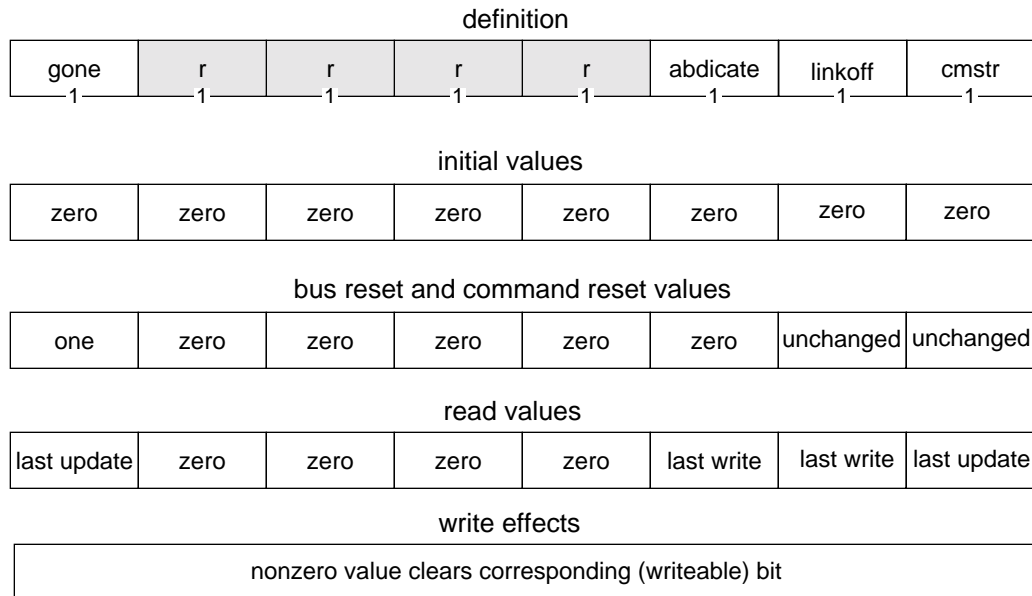 definition
gone r r r r abdicate linkoff cmstr
1 1 1 1 1 1 1 1
initial values
zero zero zero zero zero zero zero zero
bus reset and command reset values
one zero zero zero zero zero unchanged unchanged
read values
last update zero zero zero zero last write last write last update
write effects
nonzero value clears corresponding (writeable) bit